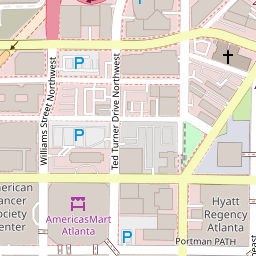 Williams Street Northwest
Ted Turner Drive Northwest
P
P
American
Cancer
Society
Center
AmericasMart
Atlanta
Hyatt
Regency
Atlanta
P
Portman PATH